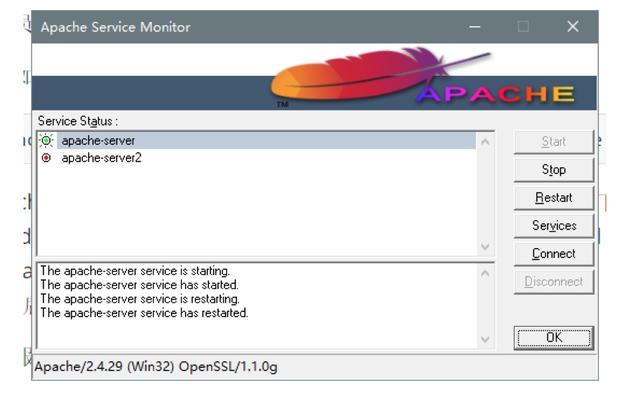 Apache Service Monitor
TM
APACHE
Service Status :
apache-server
apache-server2
Start
Stop
Restart
Services
Connect
Disconnect
The apache-server service is starting.
The apache-server service has started.
The apache-server service is restarting.
The apache-server service has restarted.
OK
Apache/2.4.29 (Win32) OpenSSL/1.1.0g